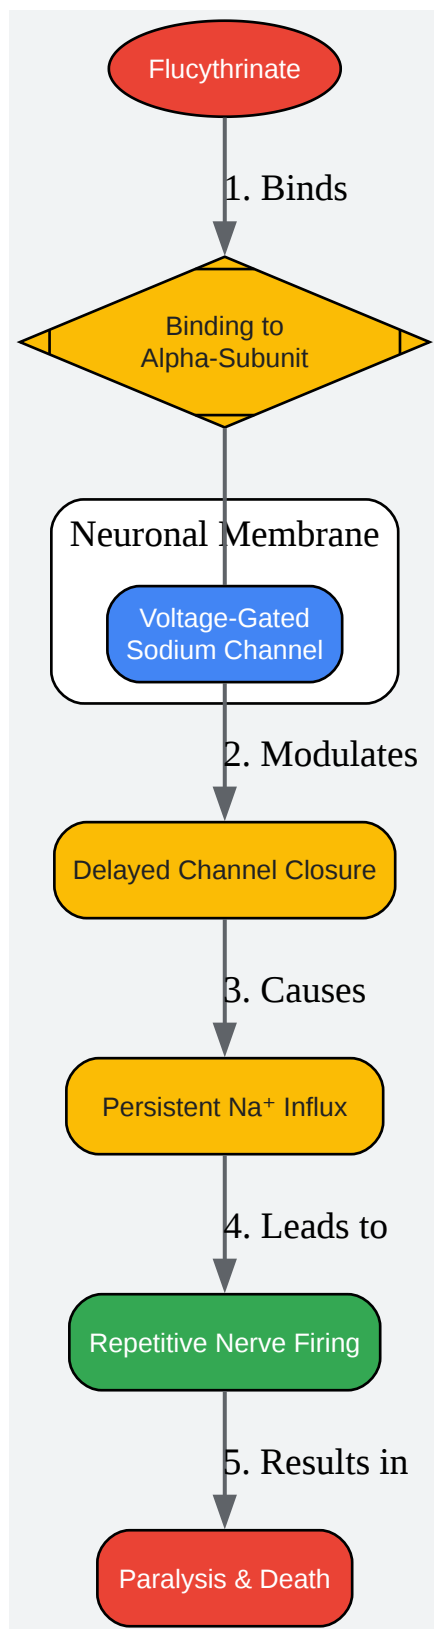 Flucythrinate
1. Binds
Binding to
Alpha-Subunit
Neuronal Membrane
Voltage-Gated
Sodium Channel
2. Modulates
Delayed Channel Closure
3. Causes
Persistent Na⁺ Influx
4. Leads to
Repetitive Nerve Firing
5. Results in
Paralysis & Death